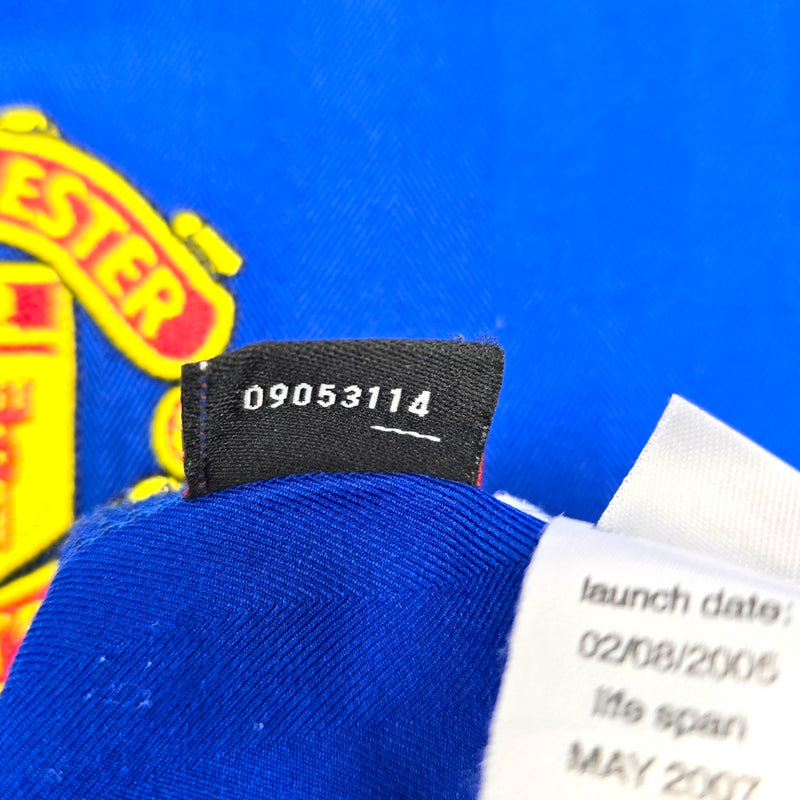 ESTER
09053114
launch date:
02/08/2005
life span
MAY 2007